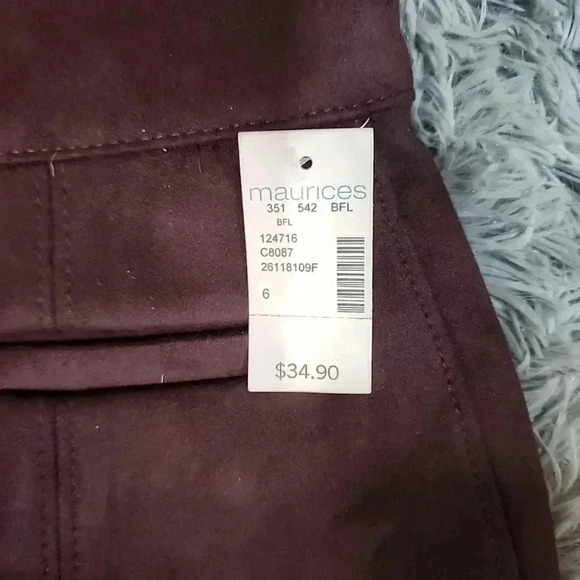 maurices
351 542 BFL
BFL
124716
C8087
26118109F
6
$34.90